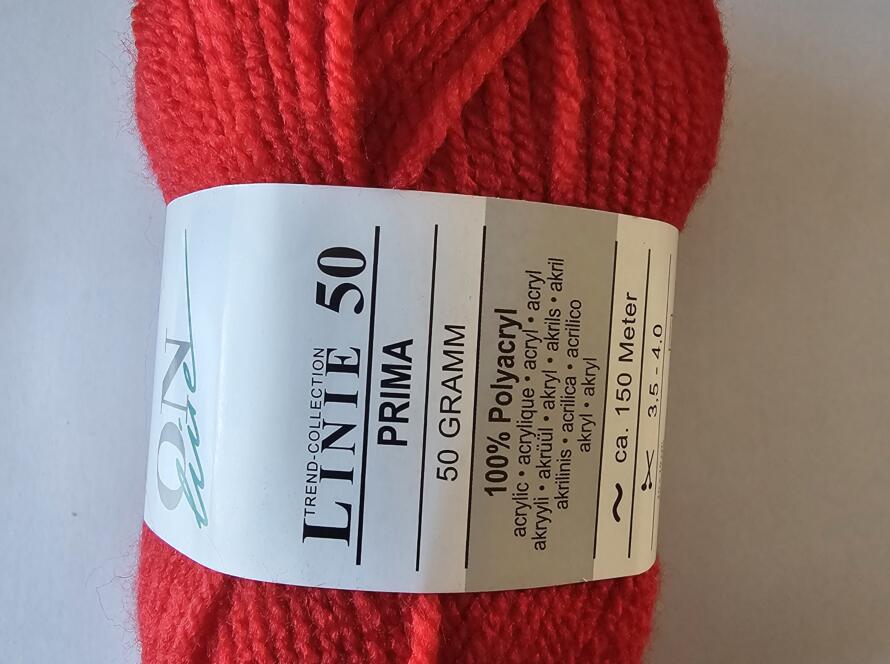 ON
line
TREND-COLLECTION
LINIE 50
PRIMA
50 GRAMM
100% Polyacryl
acrylic • acrylique • acryl • acryl
akryyli • akrüül • akryl • akrils • akril
akrilinis • acrilica • acrilico
akryl • akryl
~ ca. 150 Meter
3,5 - 4,0